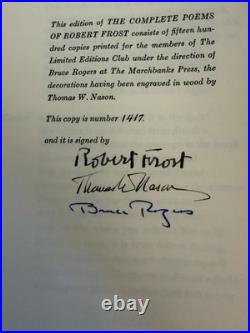 This edition of THE COMPLETE POEMS
OF ROBERT FROST consists of fifteen hun-
dred copies printed for the members of The
Limited Editions Club under the direction of
Bruce Rogers at The Marchbanks Press, the
decorations having been engraved in wood by
Thomas W. Nason.
This copy is number 1417.
and it is signed by
Robert Frost
Thomas W. Nason
Bruce Rogers